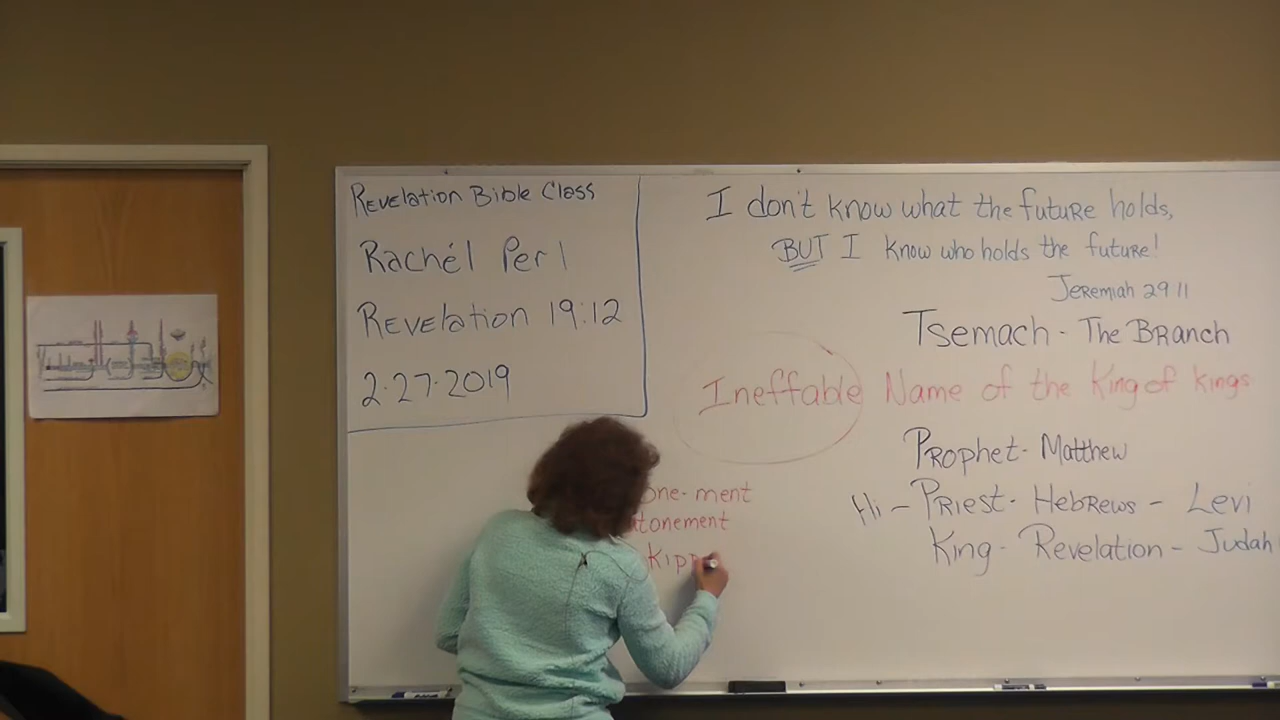 Revelation Bible Class
Rachél Perl
Revelation 19:12
2.27.2019
I don't know what the future holds,
BUT I know who holds the future!
Jeremiah 29 11
Tsemach - The Branch
Ineffable Name of the King of Kings
Prophet - Matthew
Hi - Priest - Hebrews - Levi
King - Revelation - Judah
one-ment
tonement
Kipp